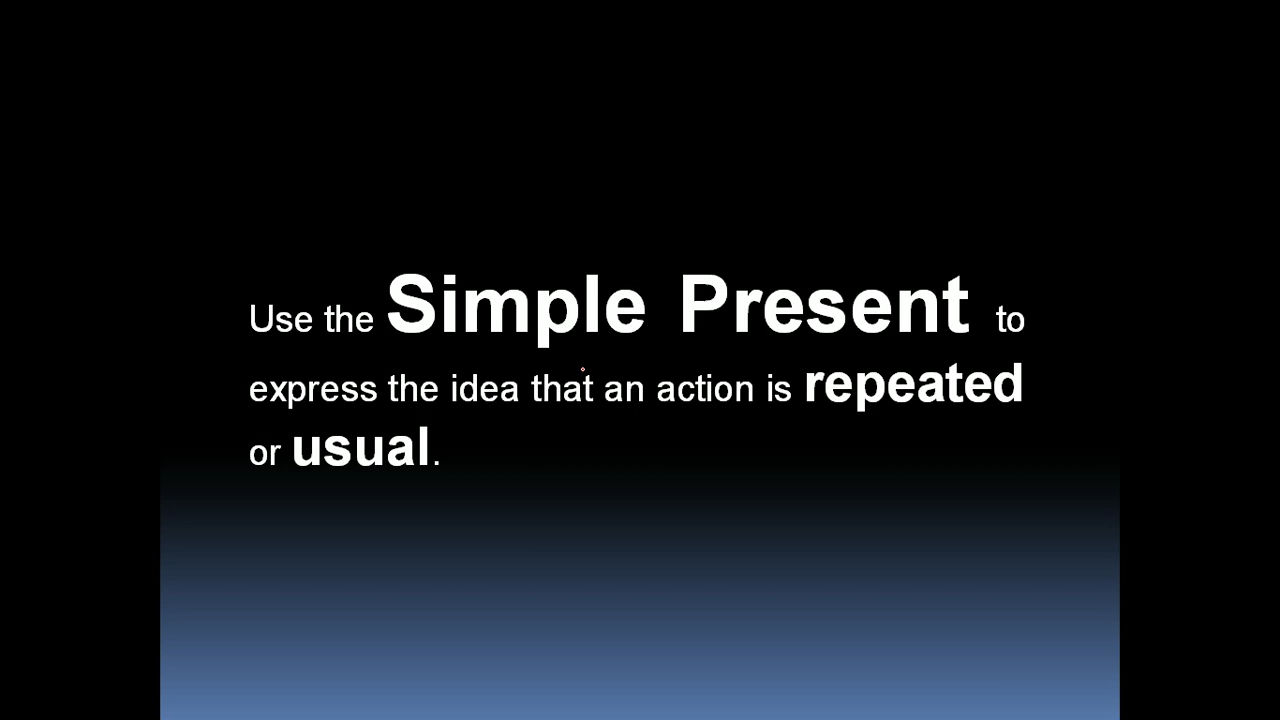 Use the Simple Present to
express the idea that an action is repeated
or usual.